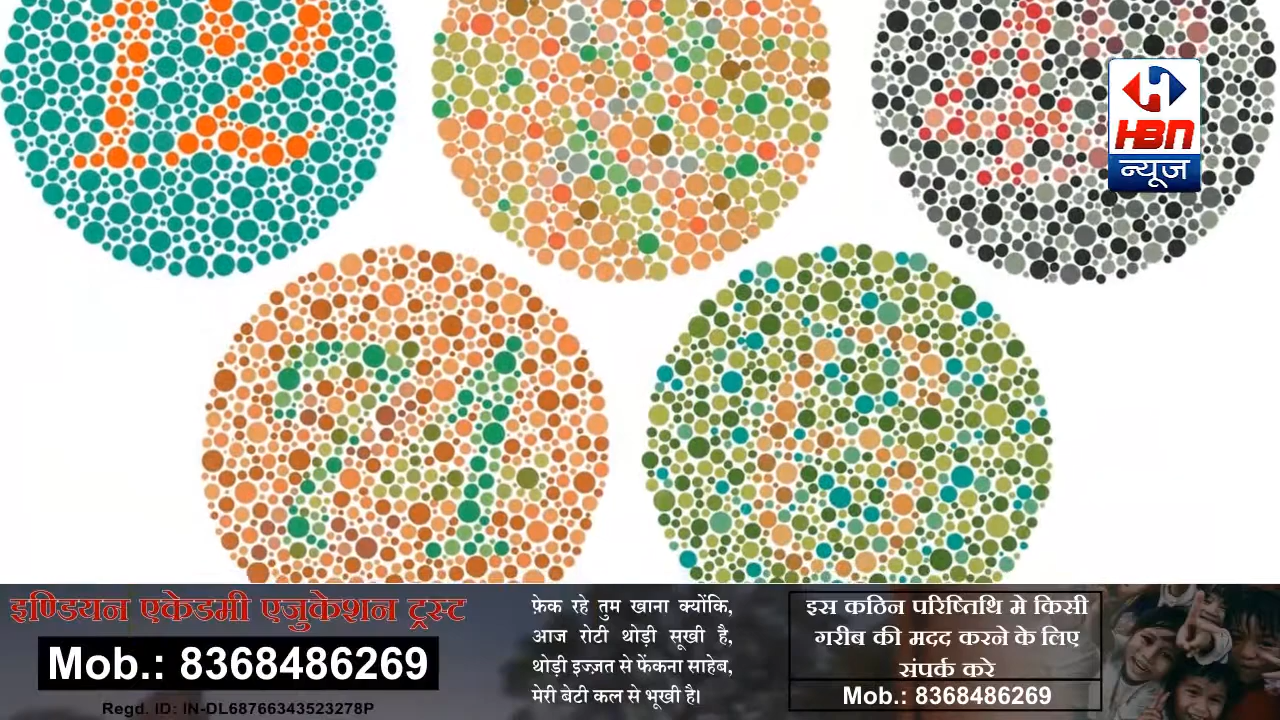 12
HBN
न्यूज
इण्डियन एकेडमी एजुकेशन ट्रस्ट
Mob.: 8368486269
Regd. ID: IN-DL68766343523278P
फ़ेक रहे तुम खाना क्योंकि,
आज रोटी थोड़ी सूखी है,
थोड़ी इज्ज़त से फेंकना साहेब,
मेरी बेटी कल से भूखी है।
इस कठिन परिष्तिथि मे किसी
गरीब की मदद करने के लिए
संपर्क करे
Mob.: 8368486269